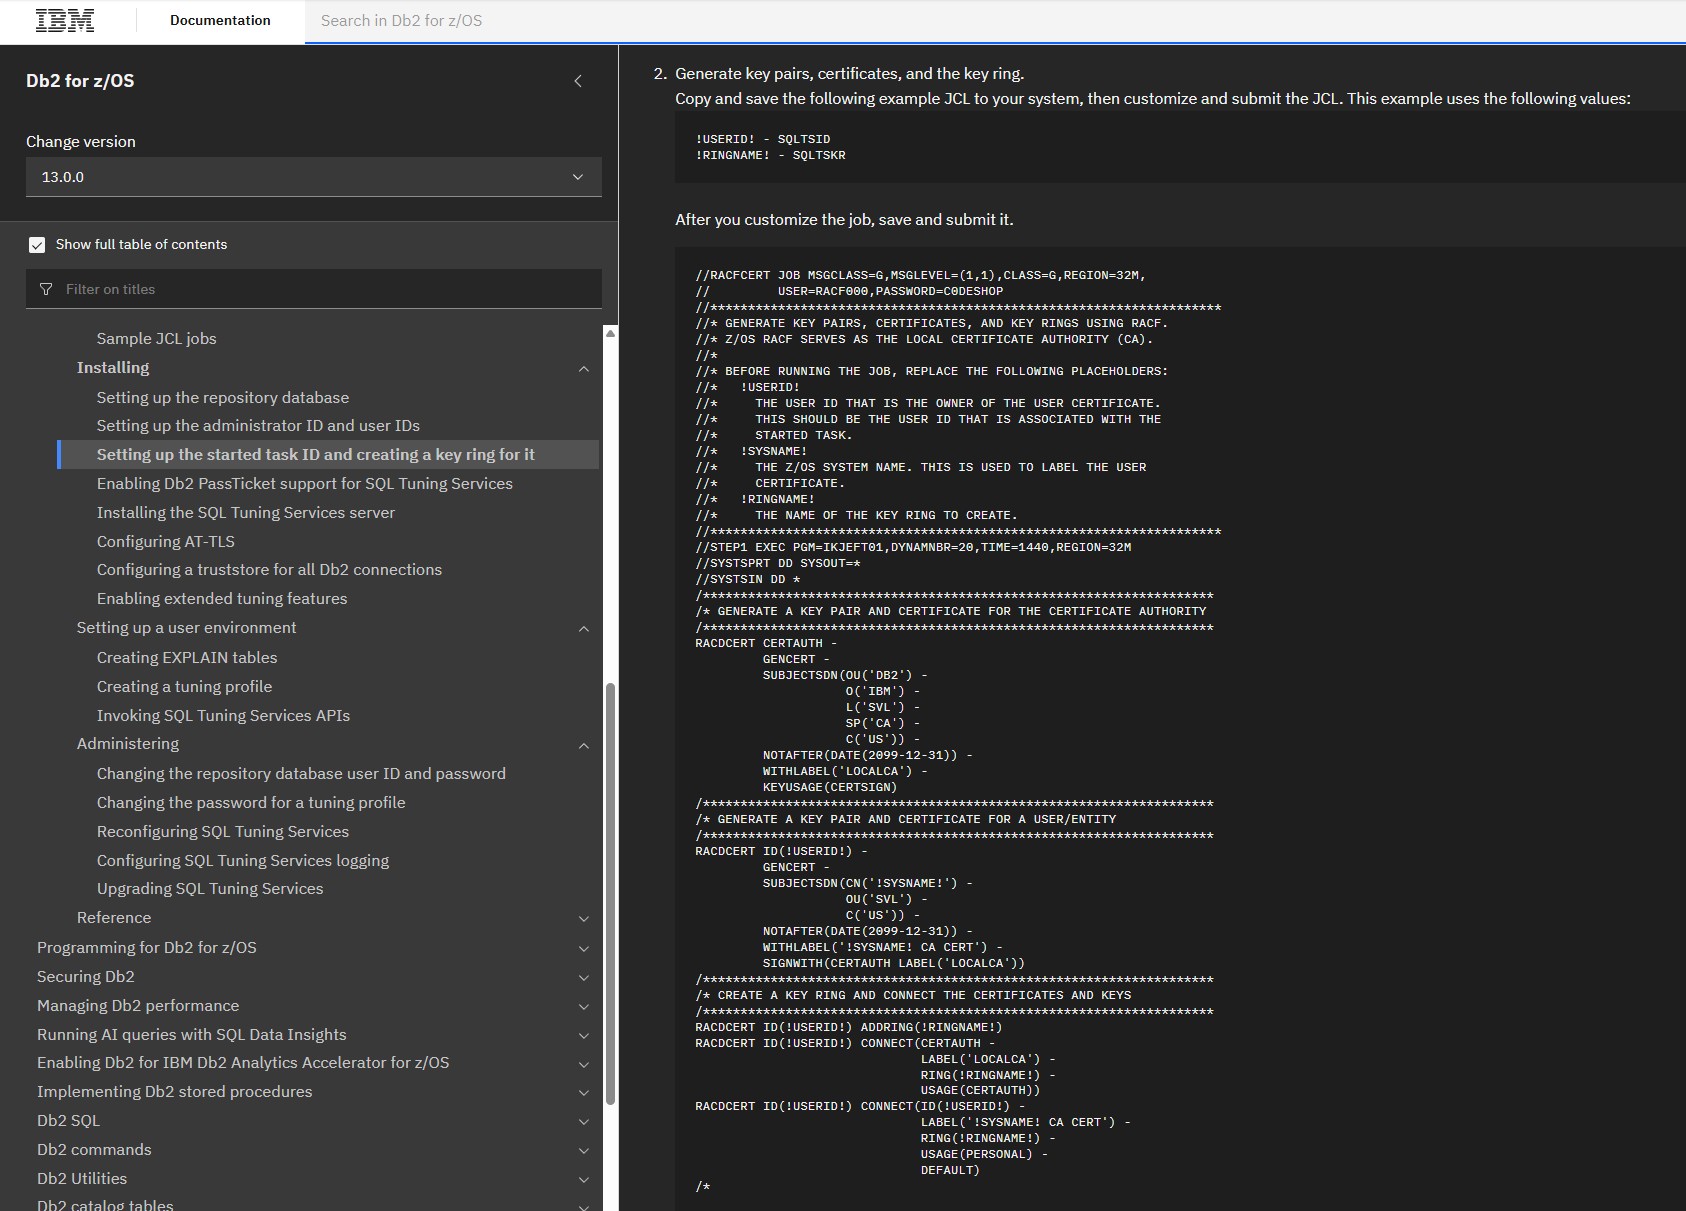 IBM
Documentation
Search in Db2 for z/OS
Db2 for z/OS
Change version
13.0.0
Show full table of contents
Filter on titles
Sample JCL jobs
Installing
Setting up the repository database
Setting up the administrator ID and user IDs
Setting up the started task ID and creating a key ring for it
Enabling Db2 PassTicket support for SQL Tuning Services
Installing the SQL Tuning Services server
Configuring AT-TLS
Configuring a truststore for all Db2 connections
Enabling extended tuning features
Setting up a user environment
Creating EXPLAIN tables
Creating a tuning profile
Invoking SQL Tuning Services APIs
Administering
Changing the repository database user ID and password
Changing the password for a tuning profile
Reconfiguring SQL Tuning Services
Configuring SQL Tuning Services logging
Upgrading SQL Tuning Services
Reference
Programming for Db2 for z/OS
Securing Db2
Managing Db2 performance
Running AI queries with SQL Data Insights
Enabling Db2 for IBM Db2 Analytics Accelerator for z/OS
Implementing Db2 stored procedures
Db2 SQL
Db2 commands
Db2 Utilities
Db2 catalog tables
2. Generate key pairs, certificates, and the key ring.
Copy and save the following example JCL to your system, then customize and submit the JCL. This example uses the following values:
!USERID! - SQLTSID
!RINGNAME! - SQLTSKR
After you customize the job, save and submit it.
//RACFCERT JOB MSGCLASS=G,MSGLEVEL=(1,1),CLASS=G,REGION=32M,
//         USER=RACF000,PASSWORD=C0DESHOP
//********************************************************************
//* GENERATE KEY PAIRS, CERTIFICATES, AND KEY RINGS USING RACF.
//* Z/OS RACF SERVES AS THE LOCAL CERTIFICATE AUTHORITY (CA).
//*
//* BEFORE RUNNING THE JOB, REPLACE THE FOLLOWING PLACEHOLDERS:
//*   !USERID!
//*     THE USER ID THAT IS THE OWNER OF THE USER CERTIFICATE.
//*     THIS SHOULD BE THE USER ID THAT IS ASSOCIATED WITH THE
//*     STARTED TASK.
//*   !SYSNAME!
//*     THE Z/OS SYSTEM NAME. THIS IS USED TO LABEL THE USER
//*     CERTIFICATE.
//*   !RINGNAME!
//*     THE NAME OF THE KEY RING TO CREATE.
//********************************************************************
//STEP1 EXEC PGM=IKJEFT01,DYNAMNBR=20,TIME=1440,REGION=32M
//SYSTSPRT DD SYSOUT=*
//SYSTSIN DD *
/********************************************************************
/* GENERATE A KEY PAIR AND CERTIFICATE FOR THE CERTIFICATE AUTHORITY
/********************************************************************
RACDCERT CERTAUTH -
         GENCERT -
         SUBJECTSDN(OU('DB2') -
                    O('IBM') -
                    L('SVL') -
                    SP('CA') -
                    C('US')) -
         NOTAFTER(DATE(2099-12-31)) -
         WITHLABEL('LOCALCA') -
         KEYUSAGE(CERTSIGN)
/********************************************************************
/* GENERATE A KEY PAIR AND CERTIFICATE FOR A USER/ENTITY
/********************************************************************
RACDCERT ID(!USERID!) -
         GENCERT -
         SUBJECTSDN(CN('!SYSNAME!') -
                    OU('SVL') -
                    C('US')) -
         NOTAFTER(DATE(2099-12-31)) -
         WITHLABEL('!SYSNAME! CA CERT') -
         SIGNWITH(CERTAUTH LABEL('LOCALCA'))
/********************************************************************
/* CREATE A KEY RING AND CONNECT THE CERTIFICATES AND KEYS
/********************************************************************
RACDCERT ID(!USERID!) ADDRING(!RINGNAME!)
RACDCERT ID(!USERID!) CONNECT(CERTAUTH -
                              LABEL('LOCALCA') -
                              RING(!RINGNAME!) -
                              USAGE(CERTAUTH))
RACDCERT ID(!USERID!) CONNECT(ID(!USERID!) -
                              LABEL('!SYSNAME! CA CERT') -
                              RING(!RINGNAME!) -
                              USAGE(PERSONAL) -
                              DEFAULT)
/*